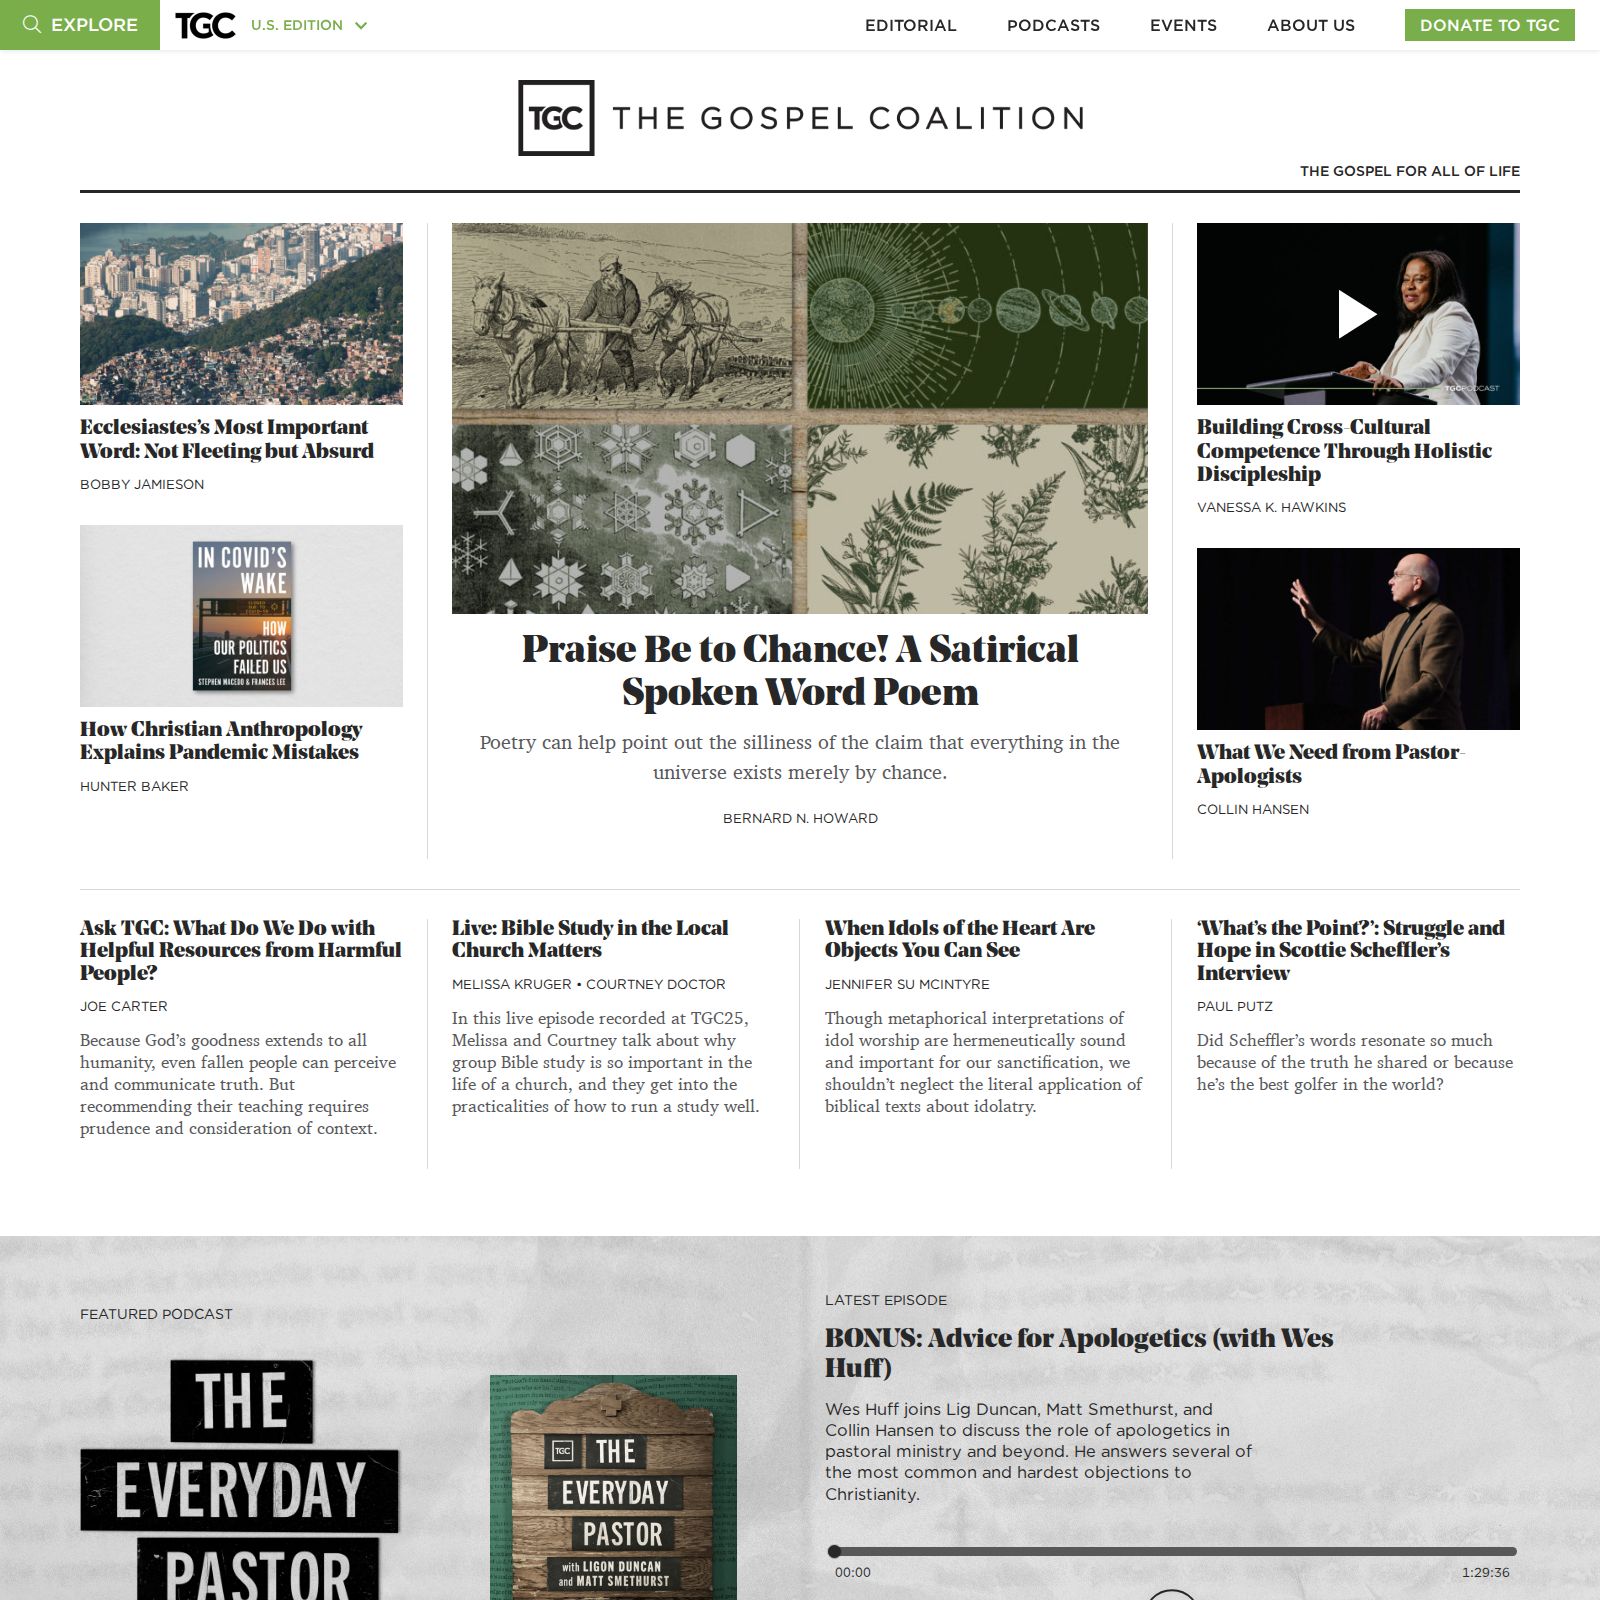 EXPLORE
TGC
U.S. EDITION
EDITORIAL
PODCASTS
EVENTS
ABOUT US
DONATE TO TGC
TGC THE GOSPEL COALITION
THE GOSPEL FOR ALL OF LIFE
Ecclesiastes’s Most Important
Word: Not Fleeting but Absurd
BOBBY JAMIESON
IN COVID'S
WAKE
HOW
OUR POLITICS
FAILED US
STEPHEN MACEDO & FRANCES LEE
How Christian Anthropology
Explains Pandemic Mistakes
HUNTER BAKER
Praise Be to Chance! A Satirical
Spoken Word Poem
Poetry can help point out the silliness of the claim that everything in the
universe exists merely by chance.
BERNARD N. HOWARD
TGCPODCAST
Building Cross-Cultural
Competence Through Holistic
Discipleship
VANESSA K. HAWKINS
What We Need from Pastor-
Apologists
COLLIN HANSEN
Ask TGC: What Do We Do with
Helpful Resources from Harmful
People?
JOE CARTER
Because God’s goodness extends to all
humanity, even fallen people can perceive
and communicate truth. But
recommending their teaching requires
prudence and consideration of context.
Live: Bible Study in the Local
Church Matters
MELISSA KRUGER • COURTNEY DOCTOR
In this live episode recorded at TGC25,
Melissa and Courtney talk about why
group Bible study is so important in the
life of a church, and they get into the
practicalities of how to run a study well.
When Idols of the Heart Are
Objects You Can See
JENNIFER SU MCINTYRE
Though metaphorical interpretations of
idol worship are hermeneutically sound
and important for our sanctification, we
shouldn’t neglect the literal application of
biblical texts about idolatry.
‘What’s the Point?’: Struggle and
Hope in Scottie Scheffler’s
Interview
PAUL PUTZ
Did Scheffler’s words resonate so much
because of the truth he shared or because
he’s the best golfer in the world?
FEATURED PODCAST
THE
EVERYDAY
PASTOR
TGC THE
EVERYDAY
PASTOR
with LIGON DUNCAN
and MATT SMETHURST
LATEST EPISODE
BONUS: Advice for Apologetics (with Wes
Huff)
Wes Huff joins Lig Duncan, Matt Smethurst, and
Collin Hansen to discuss the role of apologetics in
pastoral ministry and beyond. He answers several of
the most common and hardest objections to
Christianity.
00:00
1:29:36